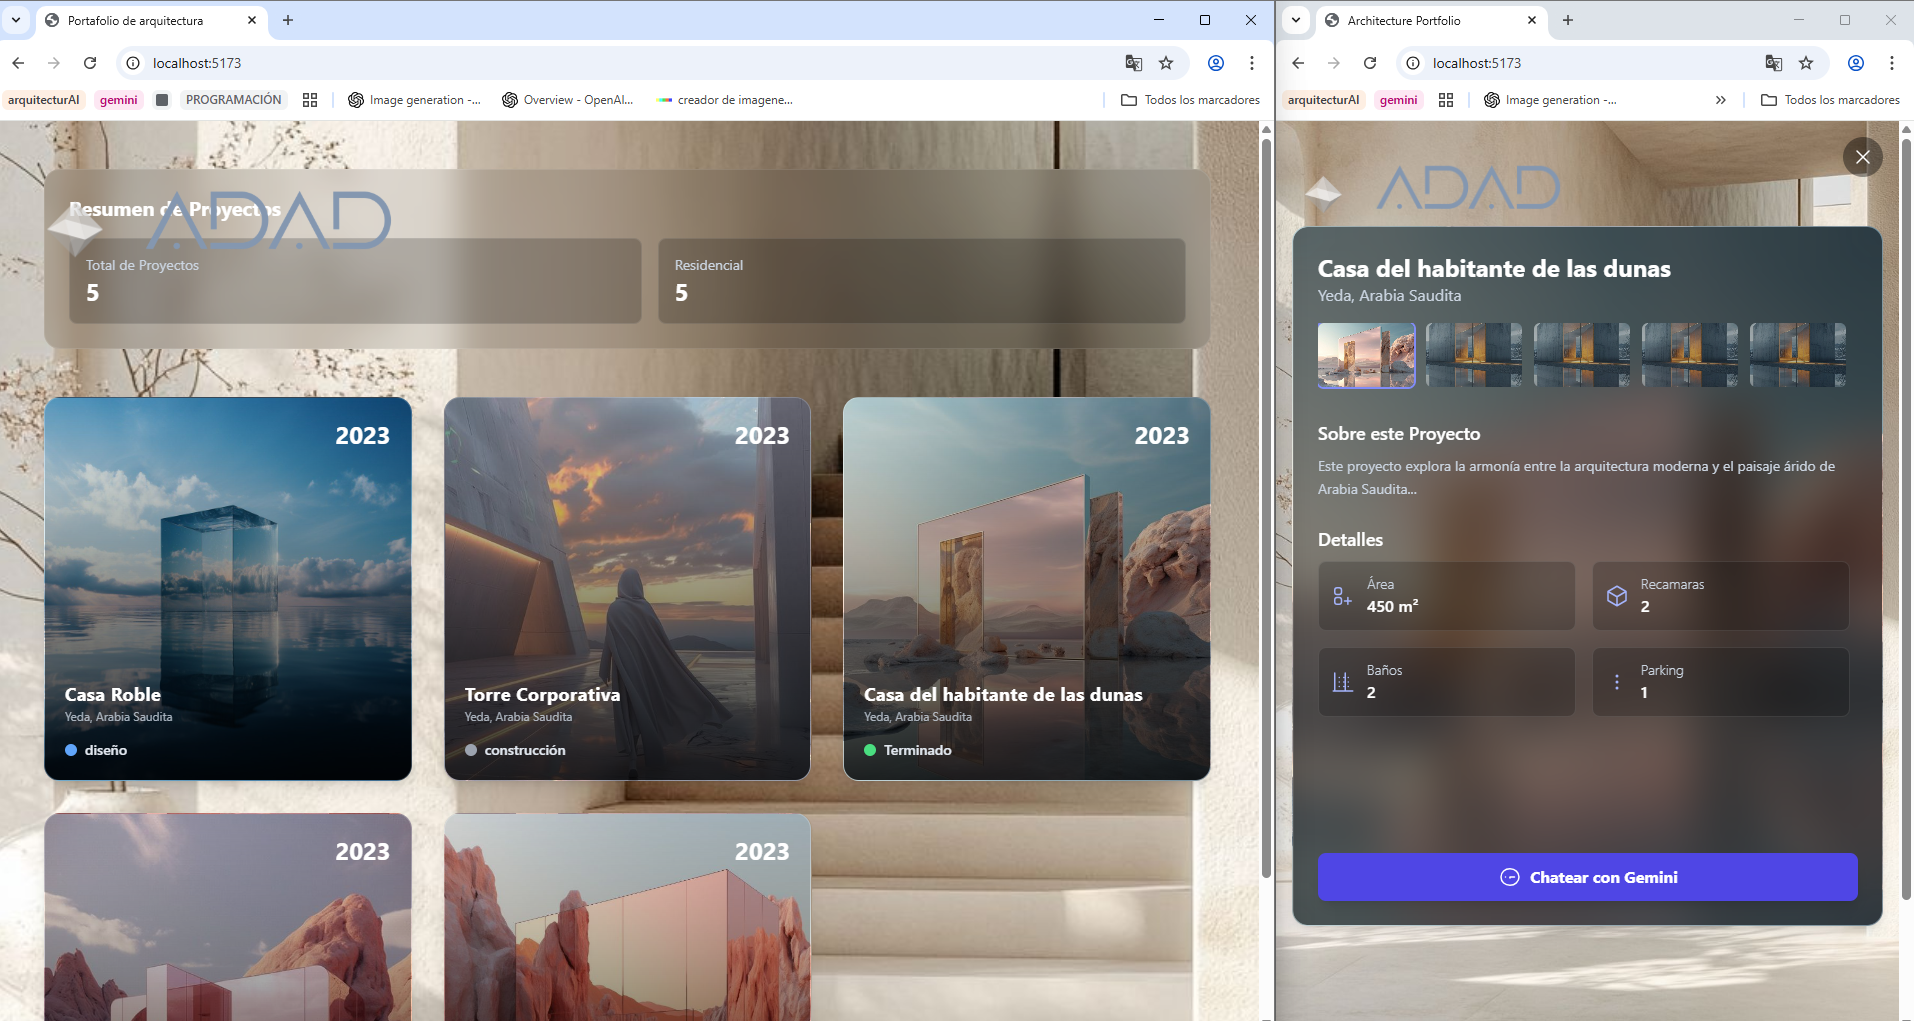 Portafolio de arquitectura
localhost:5173
arquitecturAI
gemini
PROGRAMACIÓN
Image generation -...
Overview - OpenAI...
creador de imagene...
Todos los marcadores
ADAD
Resumen de Proyectos
Total de Proyectos
5
Residencial
5
2023
Casa Roble
Yeda, Arabia Saudita
diseño
2023
Torre Corporativa
Yeda, Arabia Saudita
construcción
2023
Casa del habitante de las dunas
Yeda, Arabia Saudita
Terminado
2023
2023
Architecture Portfolio
localhost:5173
arquitecturAI
gemini
Image generation -...
Todos los marcadores
ADAD
Casa del habitante de las dunas
Yeda, Arabia Saudita
Sobre este Proyecto
Este proyecto explora la armonía entre la arquitectura moderna y el paisaje árido de
Arabia Saudita...
Detalles
Área
450 m²
Recamaras
2
Baños
2
Parking
1
Chatear con Gemini